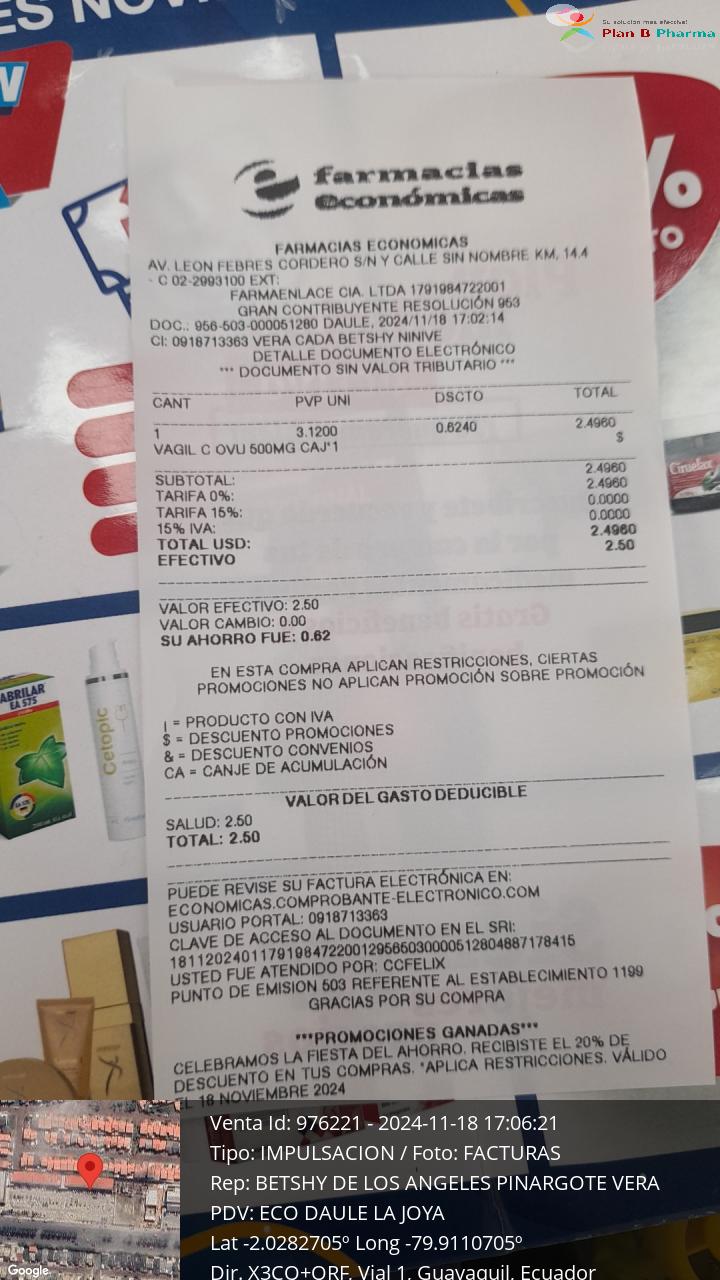 ES NOV
Su solución más efectiva!
Plan B Pharma
W
%
TO
farmacias
económicas
FARMACIAS ECONOMICAS
AV. LEON FEBRES CORDERO S/N Y CALLE SIN NOMBRE KM, 14.4
- C 02-2993100 EXT:
FARMAENLACE CIA. LTDA 1791984722001
GRAN CONTRIBUYENTE RESOLUCIÓN 953
DOC.: 956-503-000051280 DAULE, 2024/11/18 17:02:14
CI: 0918713363 VERA CADA BETSHY NINIVE
DETALLE DOCUMENTO ELECTRÓNICO
*** DOCUMENTO SIN VALOR TRIBUTARIO ***
CANT PVP UNI DSCTO TOTAL
1 3.1200 0.6240 2.4960
VAGIL C OVU 500MG CAJ*1 $
SUBTOTAL: 2.4960
TARIFA 0%: 2.4960
TARIFA 15%: 0.0000
15% IVA: 0.0000
TOTAL USD: 2.4960
EFECTIVO 2.50
VALOR EFECTIVO: 2.50
VALOR CAMBIO: 0.00
SU AHORRO FUE: 0.62
EN ESTA COMPRA APLICAN RESTRICCIONES, CIERTAS
PROMOCIONES NO APLICAN PROMOCIÓN SOBRE PROMOCIÓN
I = PRODUCTO CON IVA
$ = DESCUENTO PROMOCIONES
& = DESCUENTO CONVENIOS
CA = CANJE DE ACUMULACIÓN
VALOR DEL GASTO DEDUCIBLE
SALUD: 2.50
TOTAL: 2.50
PUEDE REVISE SU FACTURA ELECTRÓNICA EN:
ECONOMICAS.COMPROBANTE-ELECTRONICO.COM
USUARIO PORTAL: 0918713363
CLAVE DE ACCESO AL DOCUMENTO EN EL SRI:
1811202401179198472200129565030000512804887178415
USTED FUE ATENDIDO POR: CCFELIX
PUNTO DE EMISION 503 REFERENTE AL ESTABLECIMIENTO 1199
GRACIAS POR SU COMPRA
***PROMOCIONES GANADAS***
CELEBRAMOS LA FIESTA DEL AHORRO. RECIBISTE EL 20% DE
DESCUENTO EN TUS COMPRAS. *APLICA RESTRICCIONES. VÁLIDO
EL 18 NOVIEMBRE 2024
Ciruelax
ABRILAR
EA 575
Cetopic
Venta Id: 976221 - 2024-11-18 17:06:21
Tipo: IMPULSACION / Foto: FACTURAS
Rep: BETSHY DE LOS ANGELES PINARGOTE VERA
PDV: ECO DAULE LA JOYA
Lat -2.0282705º Long -79.9110705º
Dir. X3CQ+QRF, Vial 1, Guayaquil, Ecuador
Google